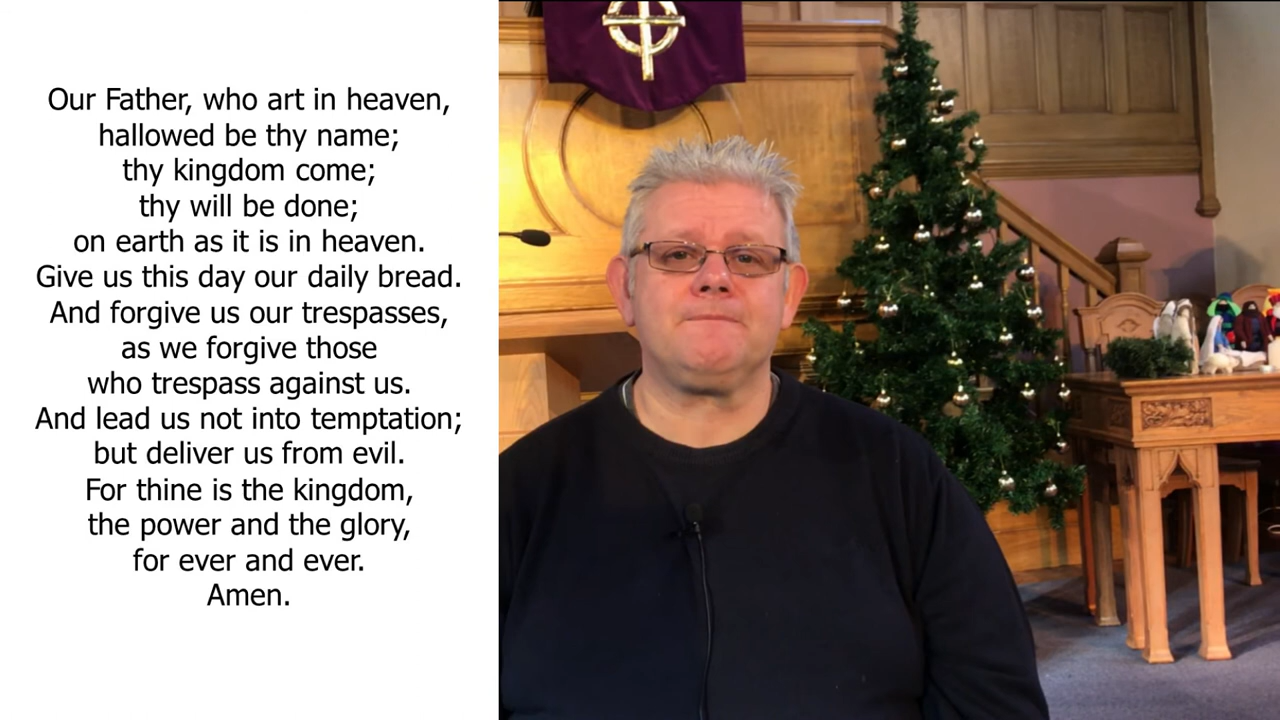 Our Father, who art in heaven,
hallowed be thy name;
thy kingdom come;
thy will be done;
on earth as it is in heaven.
Give us this day our daily bread.
And forgive us our trespasses,
as we forgive those
who trespass against us.
And lead us not into temptation;
but deliver us from evil.
For thine is the kingdom,
the power and the glory,
for ever and ever.
Amen.